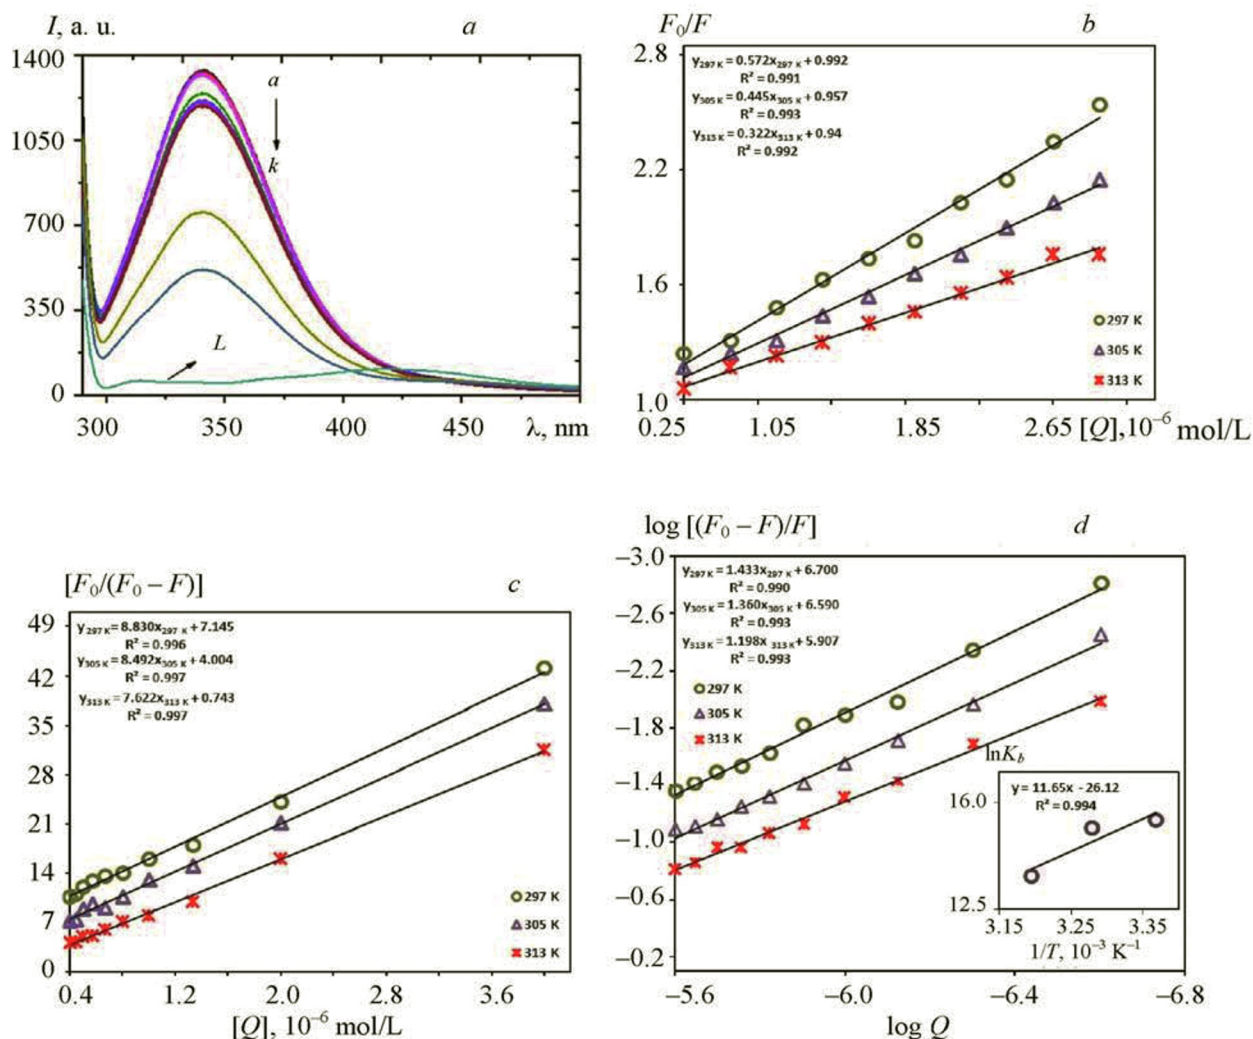 I, a. u.
a
1400
1050
700
350
0
a
k
L
300
350
400
450
λ, nm
F₀/F
b
2.8
2.2
1.6
1.0
y₂₉₇ K = 0.572x₂₉₇ K + 0.992
R² = 0.991
y₃₀₅ K = 0.445x₃₀₅ K + 0.957
R² = 0.993
y₃₁₃ K = 0.322x₃₁₃ K + 0.94
R² = 0.992
297 K
305 K
313 K
0.25
1.05
1.85
2.65
[Q],10⁻⁶ mol/L
[F₀/(F₀ – F)]
c
49
42
35
28
21
14
7
0
y₂₉₇ K = 8.830x₂₉₇ K + 7.145
R² = 0.996
y₃₀₅ K = 8.492x₃₀₅ K + 4.004
R² = 0.997
y₃₁₃ K = 7.622x₃₁₃ K + 0.743
R² = 0.997
297 K
305 K
313 K
0.4
1.2
2.0
2.8
3.6
[Q], 10⁻⁶ mol/L
log [(F₀ – F)/F]
d
–3.0
–2.6
–2.2
–1.8
–1.4
–1.0
–0.6
–0.2
y₂₉₇ K = 1.433x₂₉₇ K + 6.700
R² = 0.990
y₃₀₅ K = 1.360x₃₀₅ K + 6.590
R² = 0.993
y₃₁₃ K = 1.198x ₃₁₃ K + 5.907
R² = 0.993
297 K
305 K
313 K
lnK_b
16.0
12.5
y = 11.65x - 26.12
R² = 0.994
3.15
3.25
3.35
1/T, 10⁻³ K⁻¹
–5.6
–6.0
–6.4
–6.8
log Q